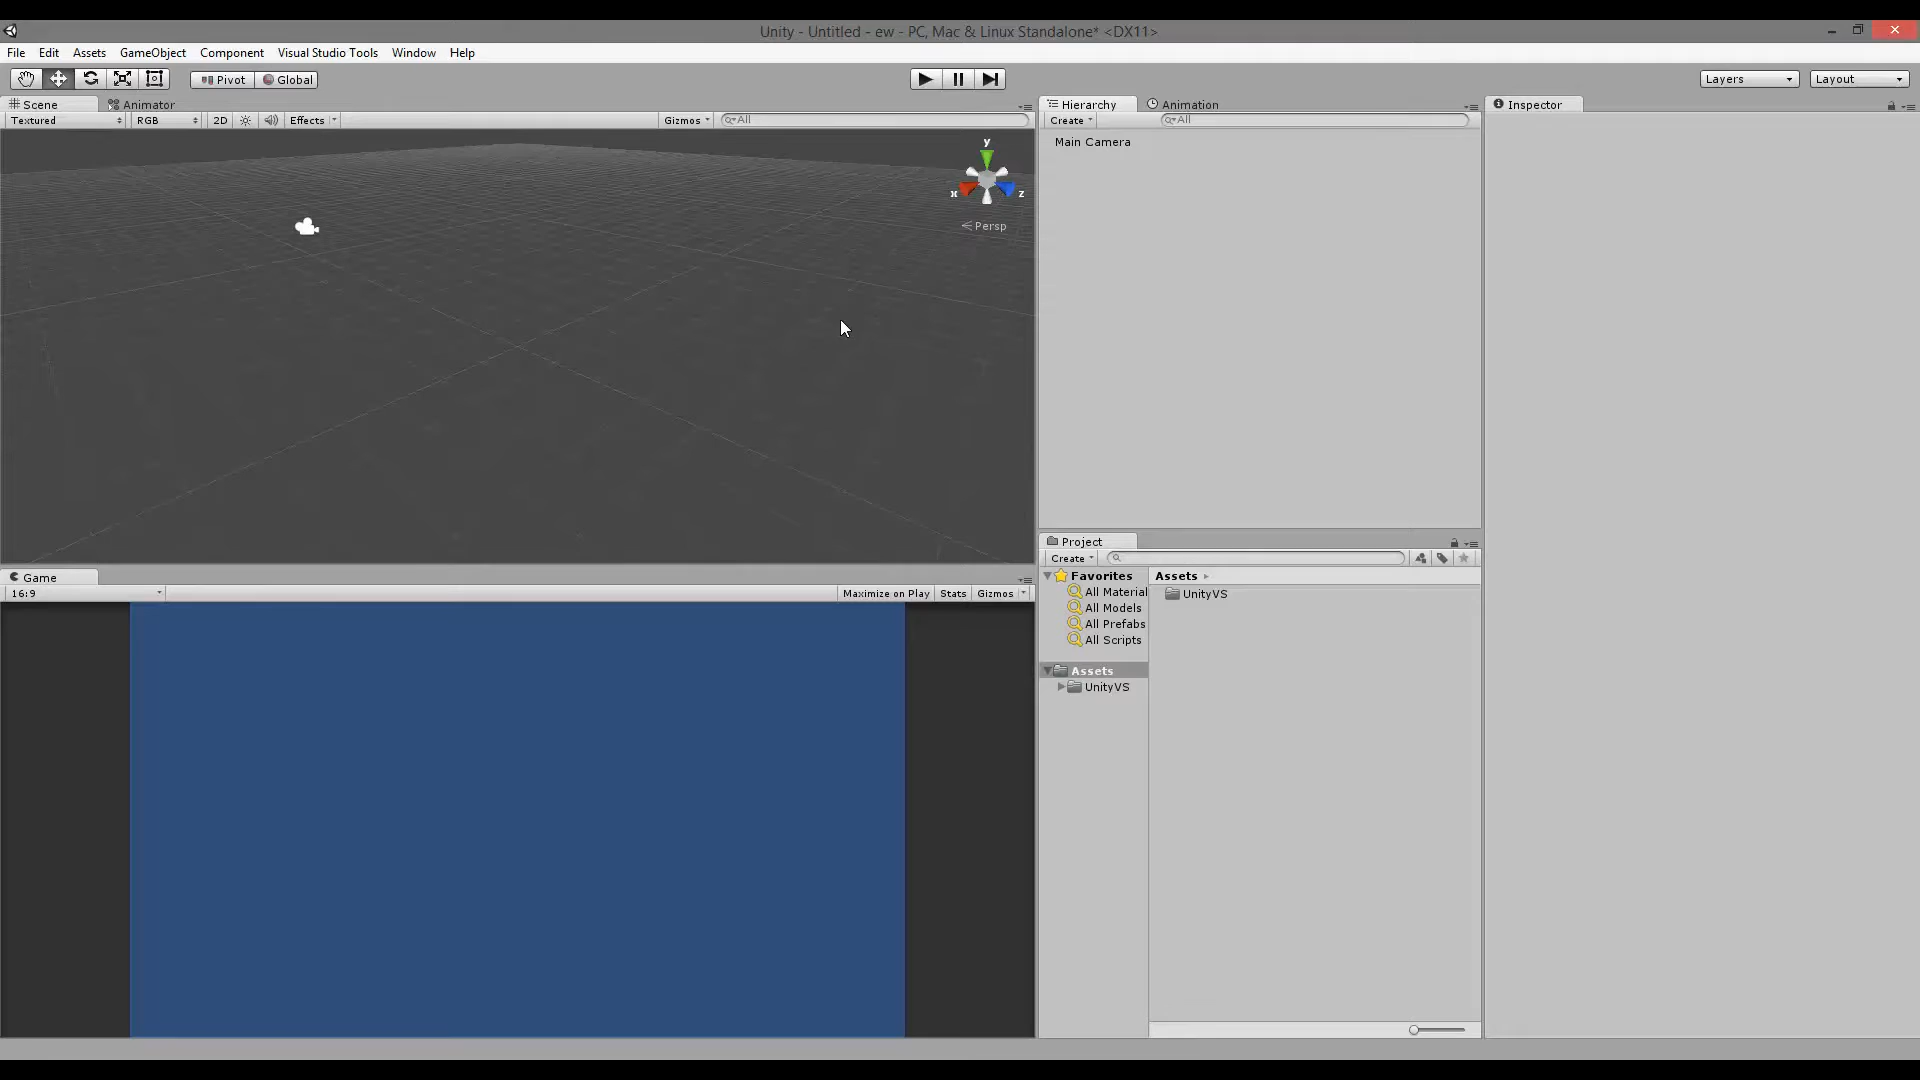 Unity - Untitled - ew - PC, Mac & Linux Standalone* <DX11>
File Edit Assets GameObject Component Visual Studio Tools Window Help
Pivot Global Layers Layout
Scene Animator
Textured RGB 2D Effects Gizmos All
y
x z
Persp
Hierarchy Animation
Create All
Main Camera
Inspector
Game
16:9 Maximize on Play Stats Gizmos
Project
Create
Favorites
All Material
All Models
All Prefabs
All Scripts
Assets
UnityVS
Assets
UnityVS